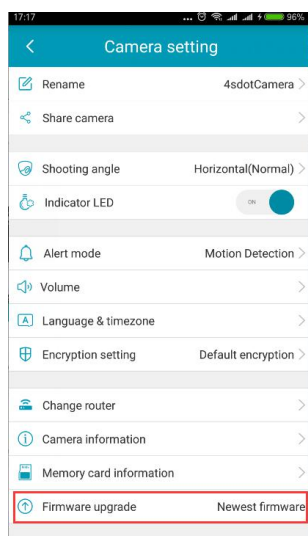 17:17 ... 96%
Camera setting
Rename 4sdotCamera
Share camera
Shooting angle Horizontal(Normal)
Indicator LED ON
Alert mode Motion Detection
Volume
A Language & timezone
Encryption setting Default encryption
Change router
Camera information
Memory card information
Firmware upgrade Newest firmware